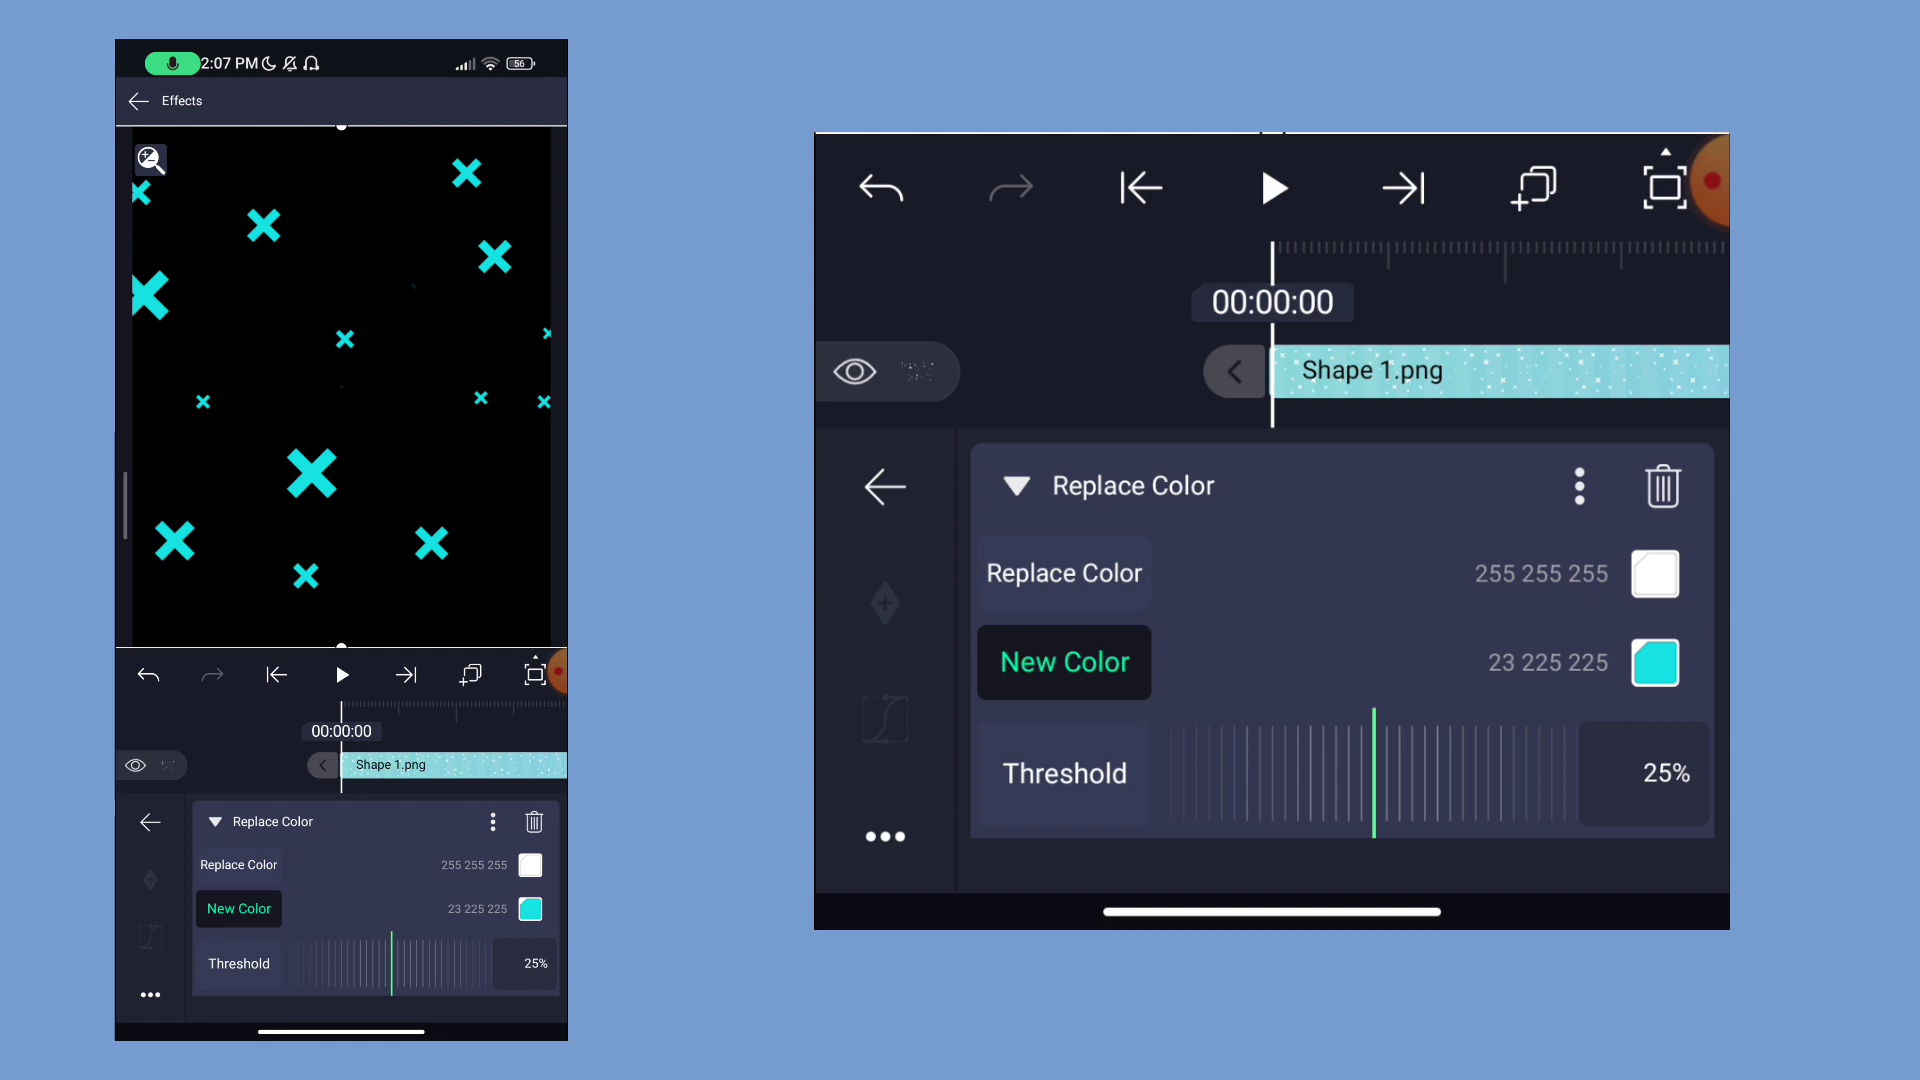 2:07 PM
56
Effects
00:00:00
Shape 1.png
Replace Color
Replace Color 255 255 255
New Color 23 225 225
Threshold 25%
00:00:00
Shape 1.png
Replace Color
Replace Color 255 255 255
New Color 23 225 225
Threshold 25%